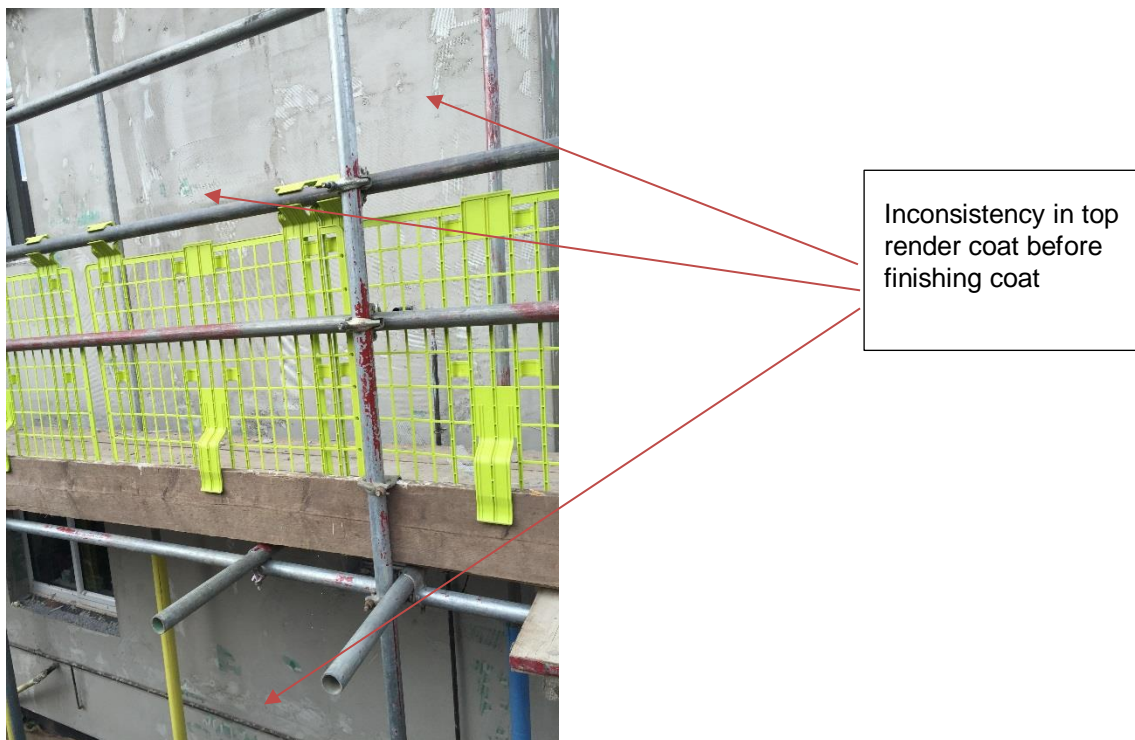 Inconsistency in top
render coat before
finishing coat